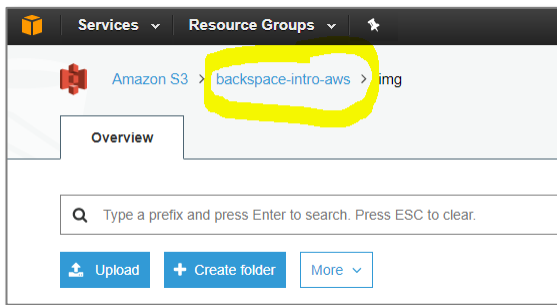 Services Resource Groups
Amazon S3 > backspace-intro-aws > img
Overview
Type a prefix and press Enter to search. Press ESC to clear.
Upload + Create folder More